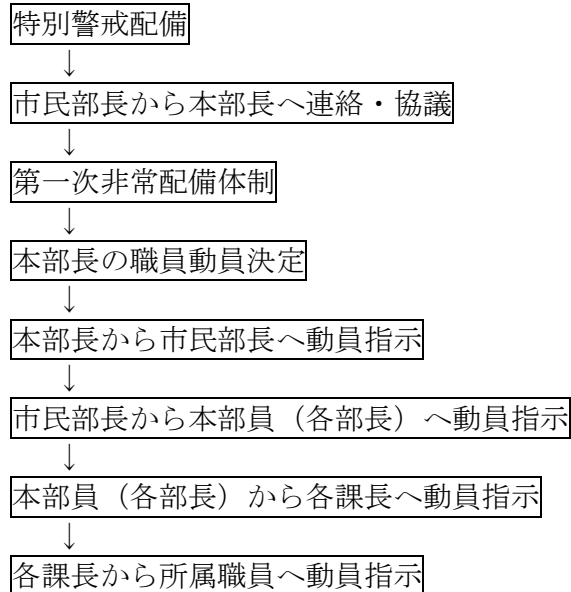 特別警戒配備
↓
市民部長から本部長へ連絡・協議
↓
第一次非常配備体制
↓
本部長の職員動員決定
↓
本部長から市民部長へ動員指示
↓
市民部長から本部員（各部長）へ動員指示
↓
本部員（各部長）から各課長へ動員指示
↓
各課長から所属職員へ動員指示